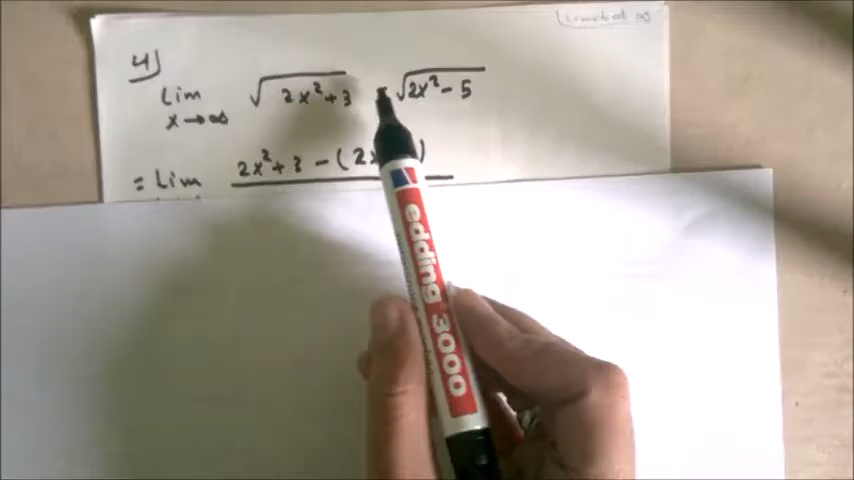 4)
lim x→∞ √2x²+3 √2x²-5
= lim 2x²+3 -(2x )
edding 3000